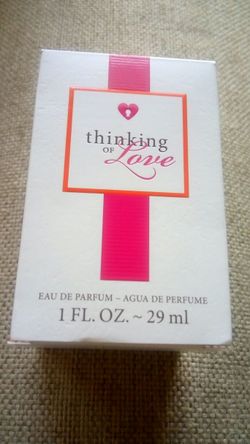 thinking
OF
Love
EAU DE PARFUM – AGUA DE PERFUME
1 FL. OZ. ~ 29 ml